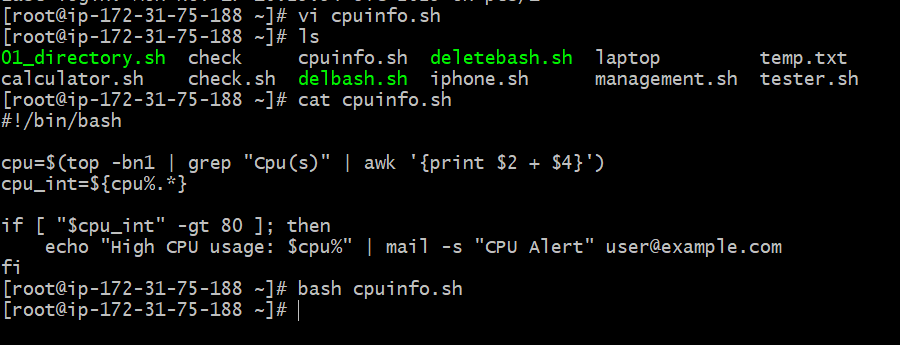 [root@ip-172-31-75-188 ~]# vi cpuinfo.sh
[root@ip-172-31-75-188 ~]# ls
01_directory.sh  check     cpuinfo.sh  deletebash.sh  laptop         temp.txt
calculator.sh    check.sh  delbash.sh  iphone.sh      management.sh  tester.sh
[root@ip-172-31-75-188 ~]# cat cpuinfo.sh
#!/bin/bash

cpu=$(top -bn1 | grep "Cpu(s)" | awk '{print $2 + $4}')
cpu_int=${cpu%.*}

if [ "$cpu_int" -gt 80 ]; then
    echo "High CPU usage: $cpu%" | mail -s "CPU Alert" user@example.com
fi
[root@ip-172-31-75-188 ~]# bash cpuinfo.sh
[root@ip-172-31-75-188 ~]#